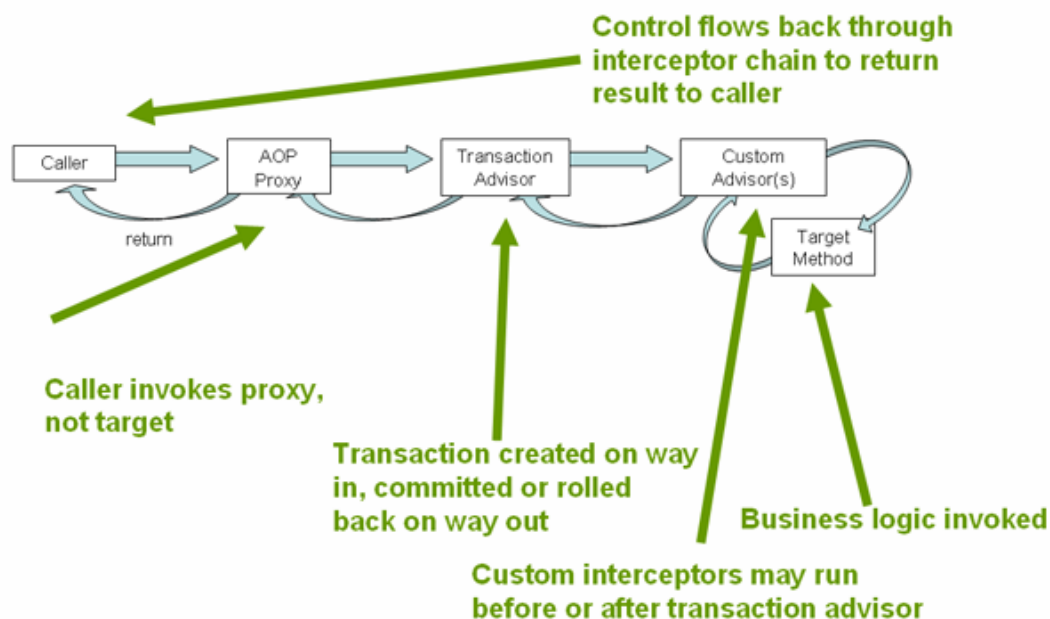 Control flows back through
interceptor chain to return
result to caller
Caller
AOP
Proxy
Transaction
Advisor
Custom
Advisor(s)
return
Target
Method
Caller invokes proxy,
not target
Transaction created on way
in, committed or rolled
back on way out
Business logic invoked
Custom interceptors may run
before or after transaction advisor